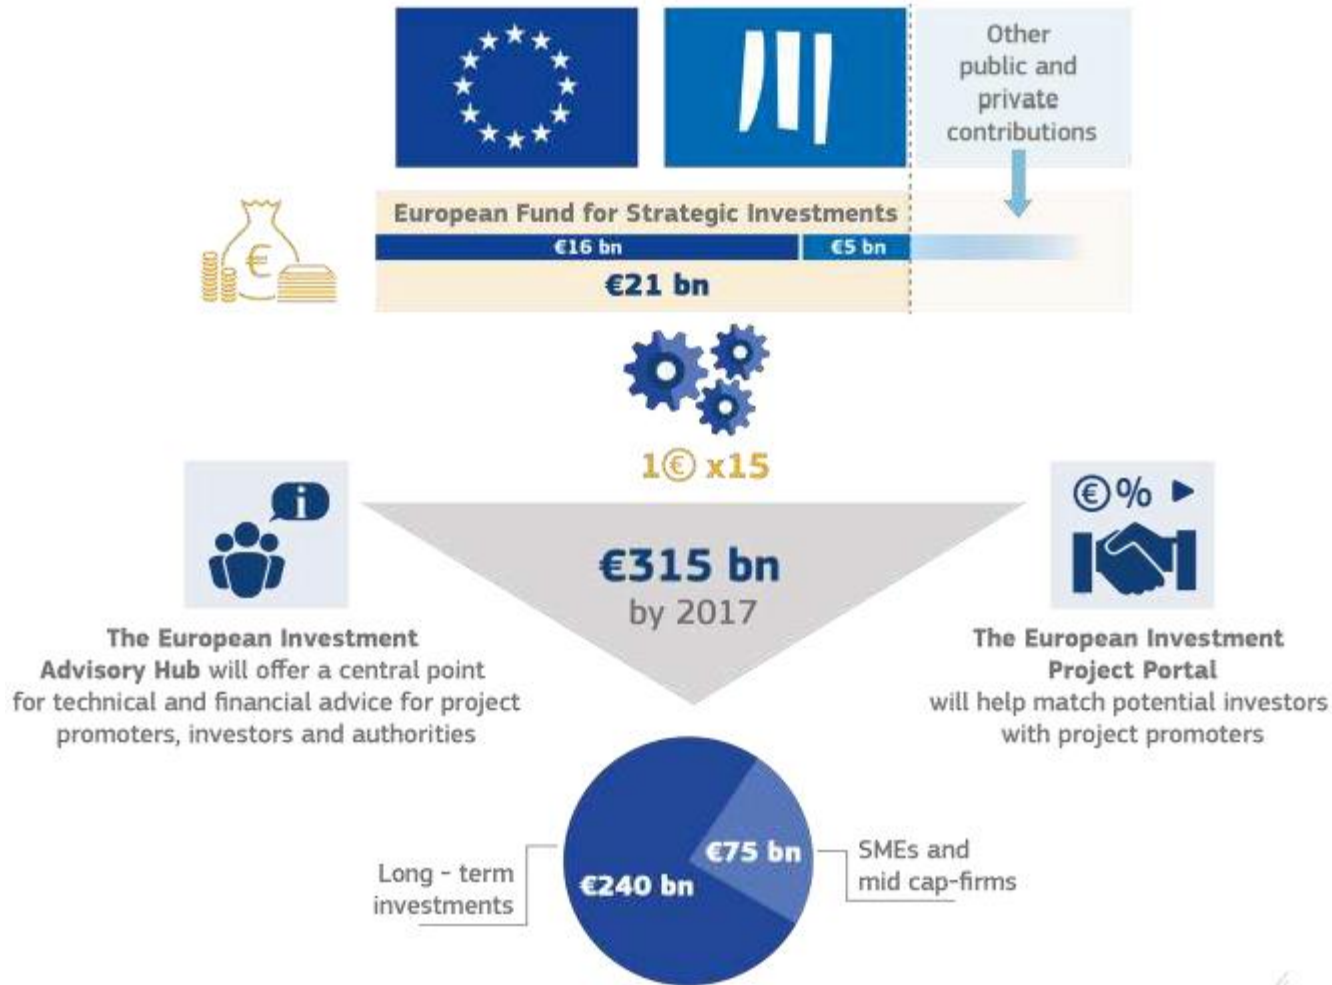 Other
public and
private
contributions
European Fund for Strategic Investments
€16 bn
€5 bn
€21 bn
€
1€ x15
€%
i
€315 bn
by 2017
The European Investment
Advisory Hub will offer a central point
for technical and financial advice for project
promoters, investors and authorities
The European Investment
Project Portal
will help match potential investors
with project promoters
€75 bn
€240 bn
SMEs and
mid cap-firms
Long - term
investments